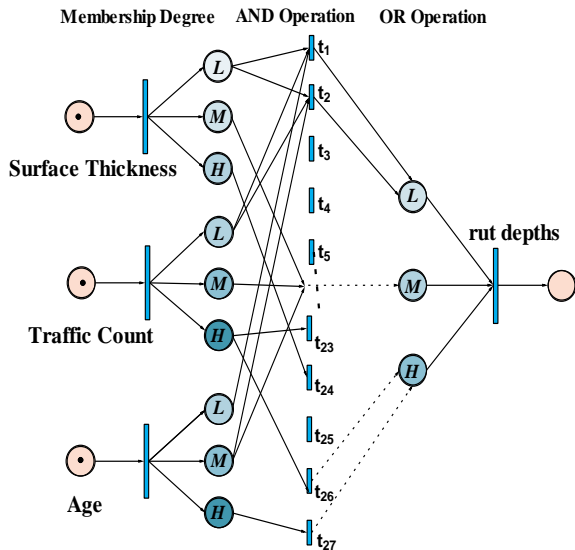 Membership Degree AND Operation OR Operation
t1
L
t2
M
Surface Thickness
H
t3
t4
L
L
rut depths
t5
M
M
Traffic Count
H
t23
H
t24
L
t25
M
t26
Age
H
t27